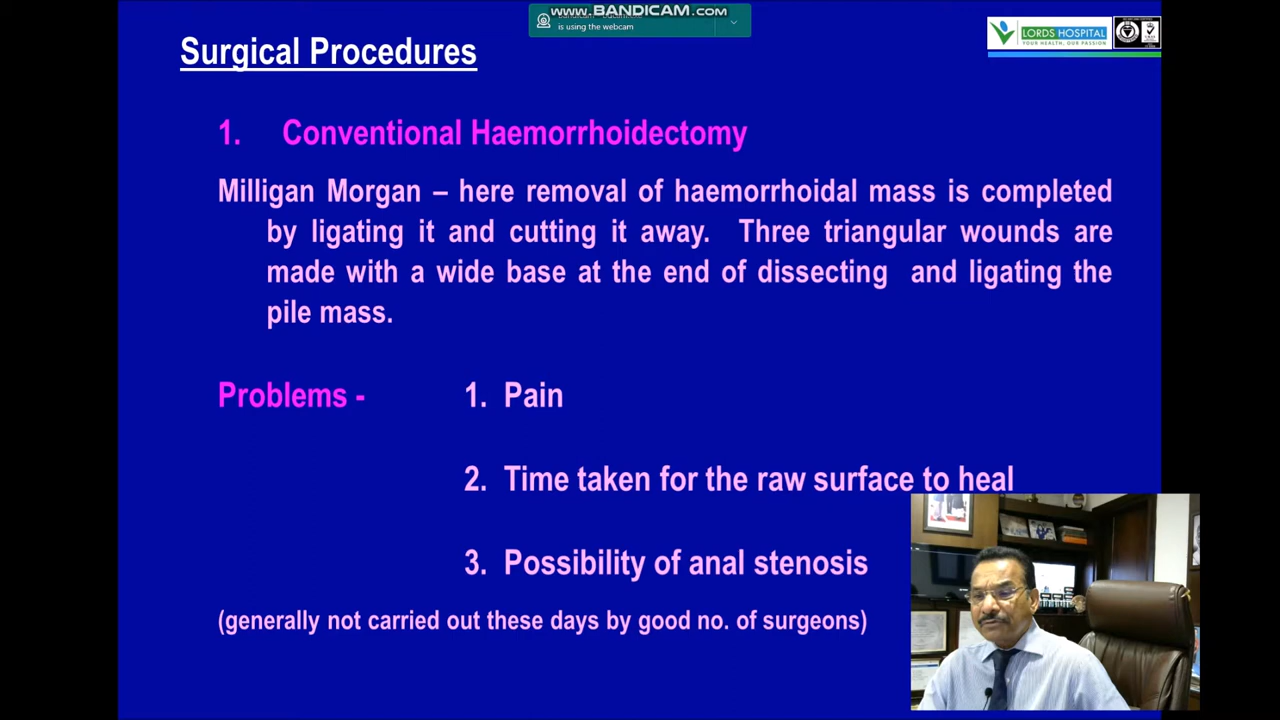 www.BANDICAM.com
is using the webcam
LORDS HOSPITAL
YOUR HEALTH, OUR PASSION
Surgical Procedures
1. Conventional Haemorrhoidectomy
Milligan Morgan – here removal of haemorrhoidal mass is completed
by ligating it and cutting it away. Three triangular wounds are
made with a wide base at the end of dissecting and ligating the
pile mass.
Problems - 1. Pain
2. Time taken for the raw surface to heal
3. Possibility of anal stenosis
(generally not carried out these days by good no. of surgeons)